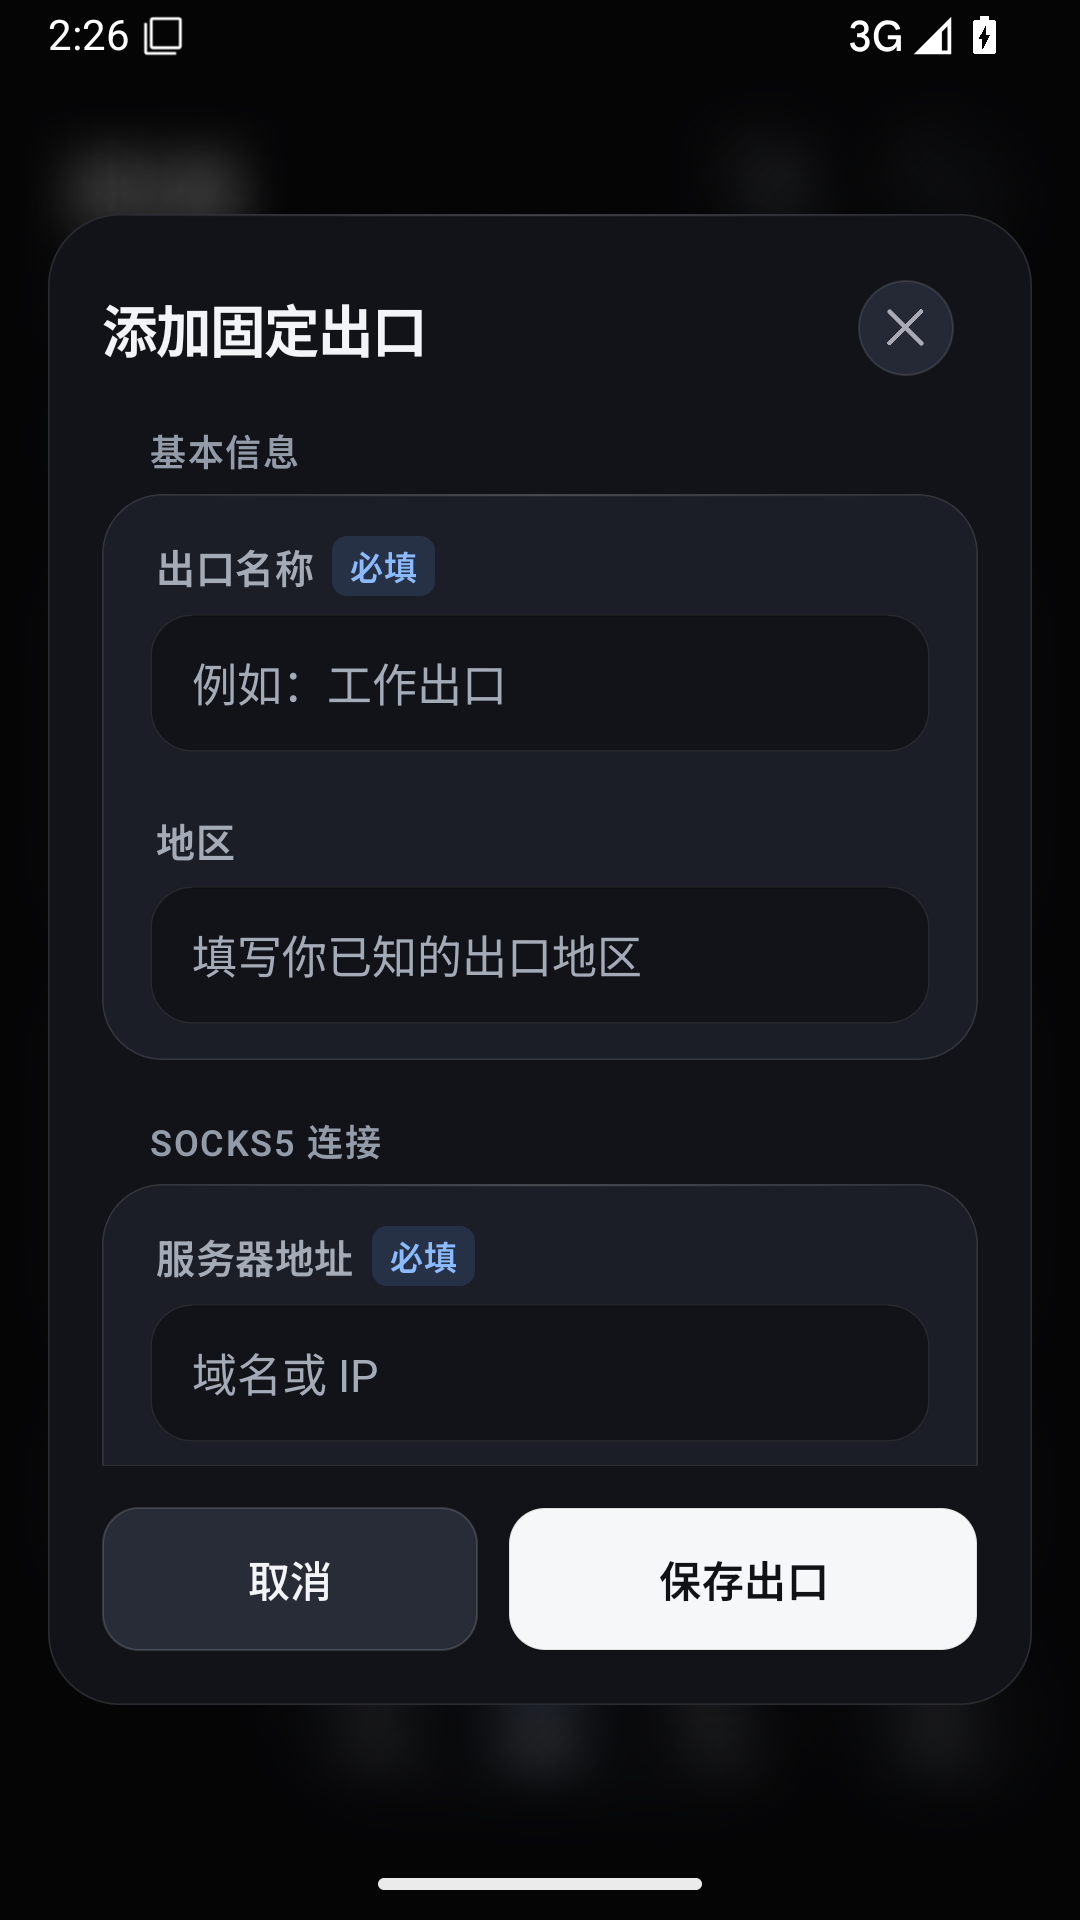 2:26
3G
添加固定出口
基本信息
出口名称 必填
例如：工作出口
地区
填写你已知的出口地区
SOCKS5 连接
服务器地址 必填
域名或 IP
取消
保存出口